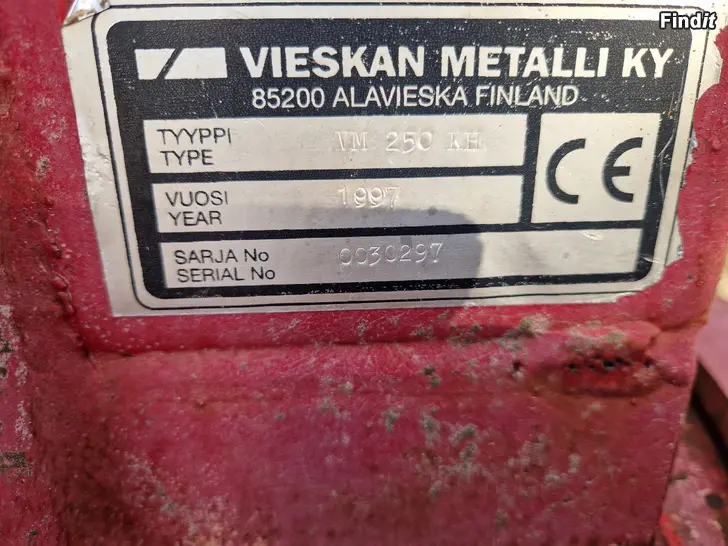 Findit
VIESKAN METALLI KY
85200 ALAVIESKA FINLAND
TYYPPI
TYPE
VM 250 KH
VUOSI
YEAR
1997
SARJA No
SERIAL No
0030297
CE